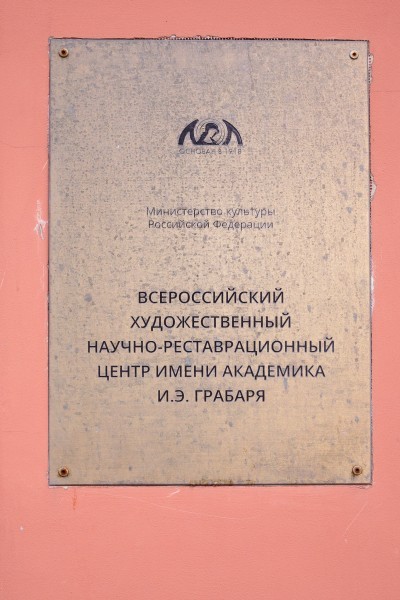 ОСНОВАН В 1918
Министерство культуры
Российской Федерации
ВСЕРОССИЙСКИЙ
ХУДОЖЕСТВЕННЫЙ
НАУЧНО-РЕСТАВРАЦИОННЫЙ
ЦЕНТР ИМЕНИ АКАДЕМИКА
И.Э. ГРАБАРЯ